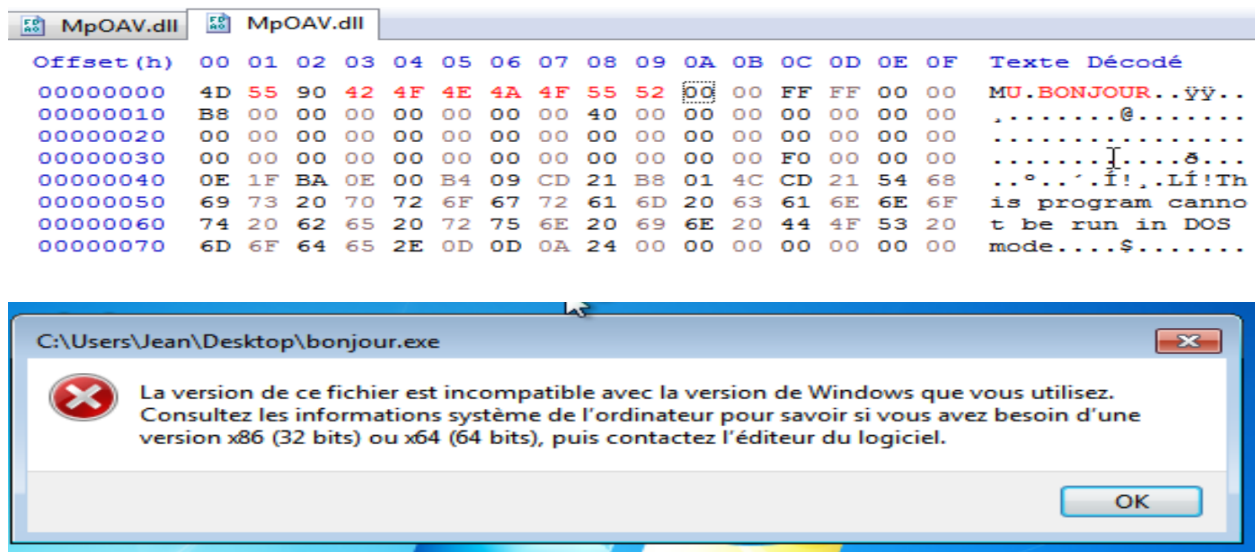 MpOAV.dll MpOAV.dll
Offset(h) 00 01 02 03 04 05 06 07 08 09 0A 0B 0C 0D 0E 0F Texte Décodé
00000000 4D 55 90 42 4F 4E 4A 4F 55 52 00 00 FF FF 00 00 MU.BONJOUR..ÿÿ..
00000010 B8 00 00 00 00 00 00 00 40 00 00 00 00 00 00 00 ¸.......@.......
00000020 00 00 00 00 00 00 00 00 00 00 00 00 00 00 00 00 ................
00000030 00 00 00 00 00 00 00 00 00 00 00 00 F0 00 00 00 ............ð...
00000040 0E 1F BA 0E 00 B4 09 CD 21 B8 01 4C CD 21 54 68 ..º..´.Í!¸.LÍ!Th
00000050 69 73 20 70 72 6F 67 72 61 6D 20 63 61 6E 6E 6F is program canno
00000060 74 20 62 65 20 72 75 6E 20 69 6E 20 44 4F 53 20 t be run in DOS
00000070 6D 6F 64 65 2E 0D 0D 0A 24 00 00 00 00 00 00 00 mode....$.......
C:\Users\Jean\Desktop\bonjour.exe
La version de ce fichier est incompatible avec la version de Windows que vous utilisez.
Consultez les informations système de l'ordinateur pour savoir si vous avez besoin d'une
version x86 (32 bits) ou x64 (64 bits), puis contactez l'éditeur du logiciel.
OK